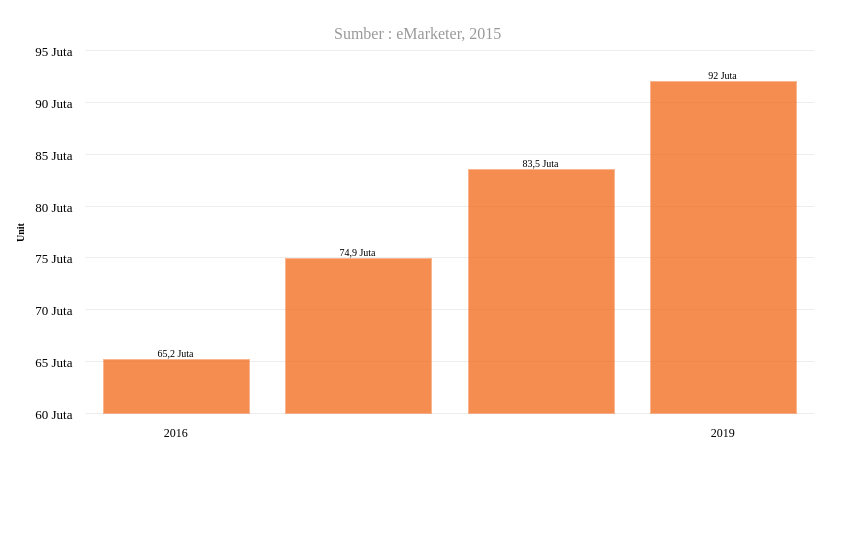 Sumber : eMarketer, 2015
95 Juta
90 Juta
85 Juta
80 Juta
75 Juta
70 Juta
65 Juta
60 Juta
Unit
65,2 Juta
74,9 Juta
83,5 Juta
92 Juta
2016
2019